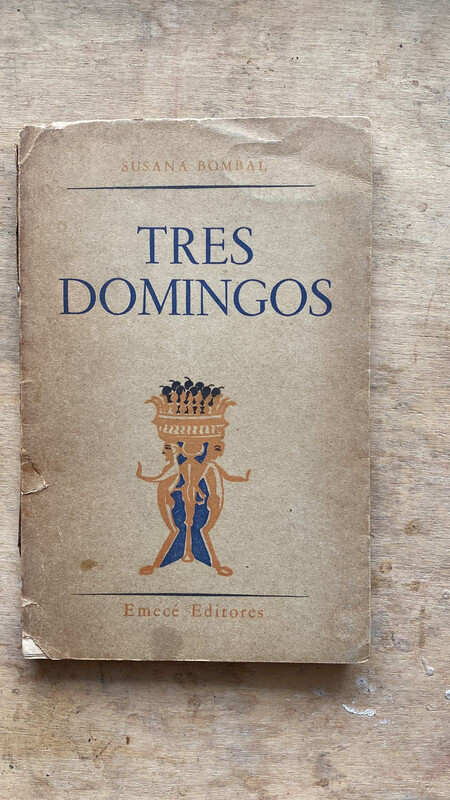 SUSANA BOMBAL
TRES
DOMINGOS
Emecé Editores